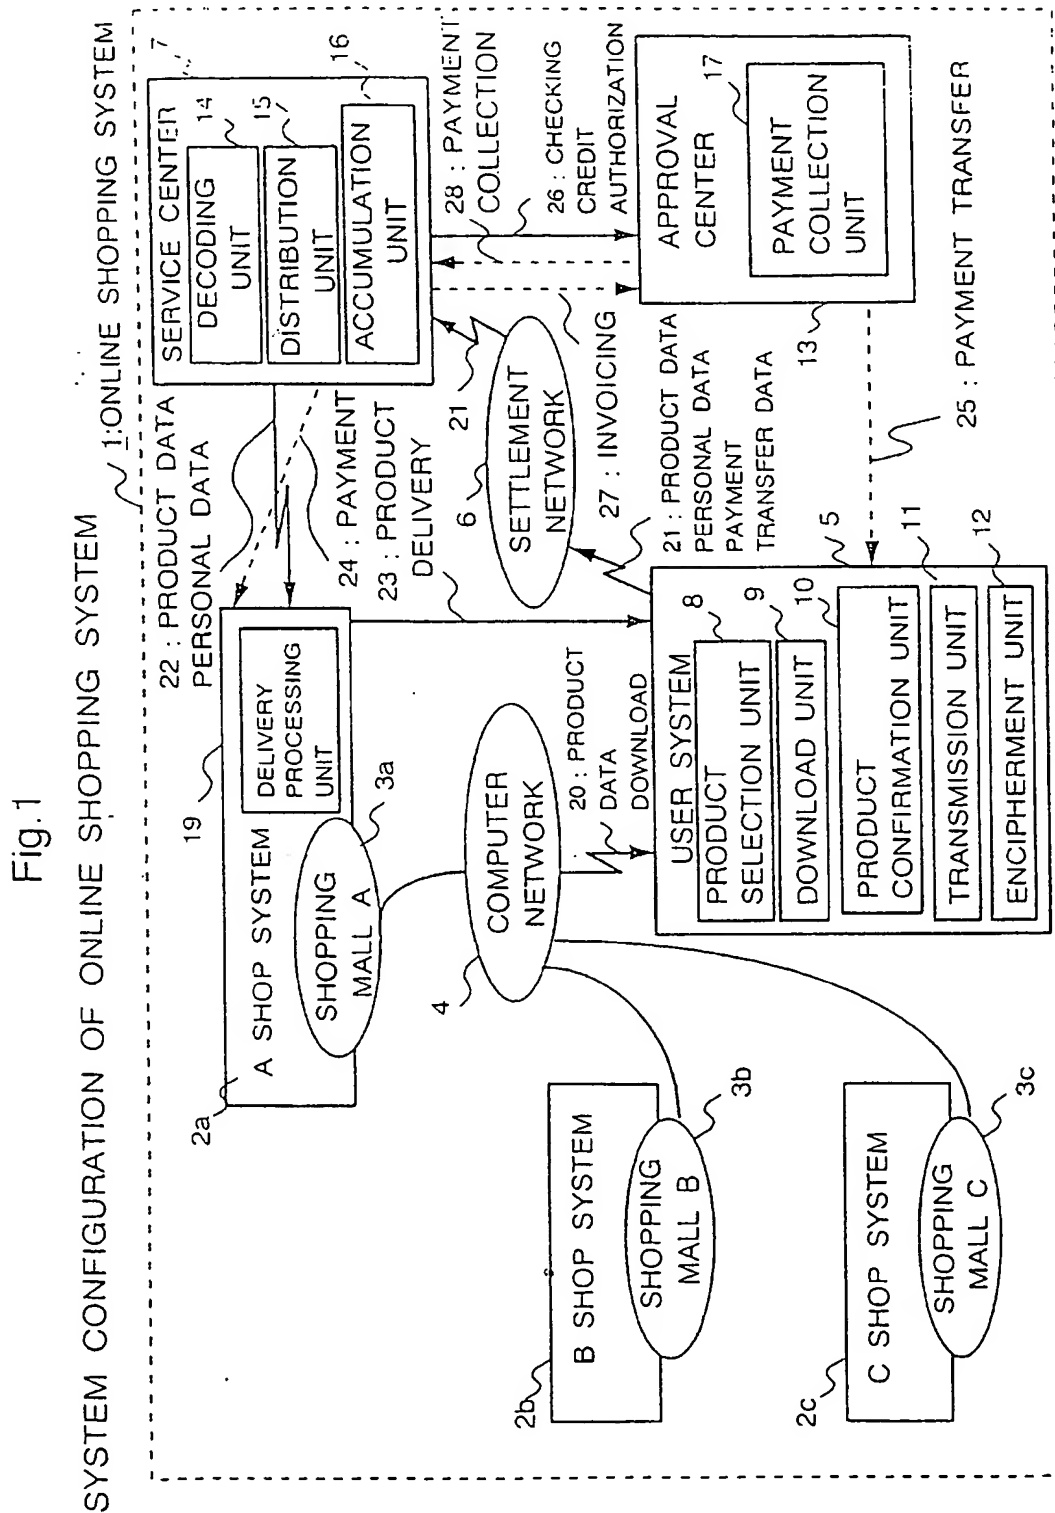 Fig.1
SYSTEM CONFIGURATION OF ONLINE SHOPPING SYSTEM
1:ONLINE SHOPPING SYSTEM
7
SERVICE CENTER
DECODING
UNIT
14
DISTRIBUTION
UNIT
15
ACCUMULATION
UNIT
16
22 : PRODUCT DATA
PERSONAL DATA
24 : PAYMENT
23 : PRODUCT
DELIVERY
28 : PAYMENT
COLLECTION
26 : CHECKING
CREDIT
AUTHORIZATION
APPROVAL
CENTER
17
PAYMENT
COLLECTION
UNIT
13
21
6
SETTLEMENT
NETWORK
27 : INVOICING
21 : PRODUCT DATA
PERSONAL DATA
PAYMENT
TRANSFER DATA
25 : PAYMENT TRANSFER
19
2a
A SHOP SYSTEM
DELIVERY
PROCESSING
UNIT
SHOPPING
MALL A
3a
4
COMPUTER
NETWORK
20 : PRODUCT
DATA
DOWNLOAD
5
USER SYSTEM
PRODUCT
SELECTION UNIT
8
DOWNLOAD UNIT
9
PRODUCT
CONFIRMATION UNIT
10
TRANSMISSION UNIT
11
ENCIPHERMENT UNIT
12
2b
B SHOP SYSTEM
SHOPPING
MALL B
3b
2c
C SHOP SYSTEM
SHOPPING
MALL C
3c